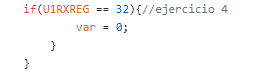 if(U1RXREG == 32){//ejercicio 4
var = 0;
}
}